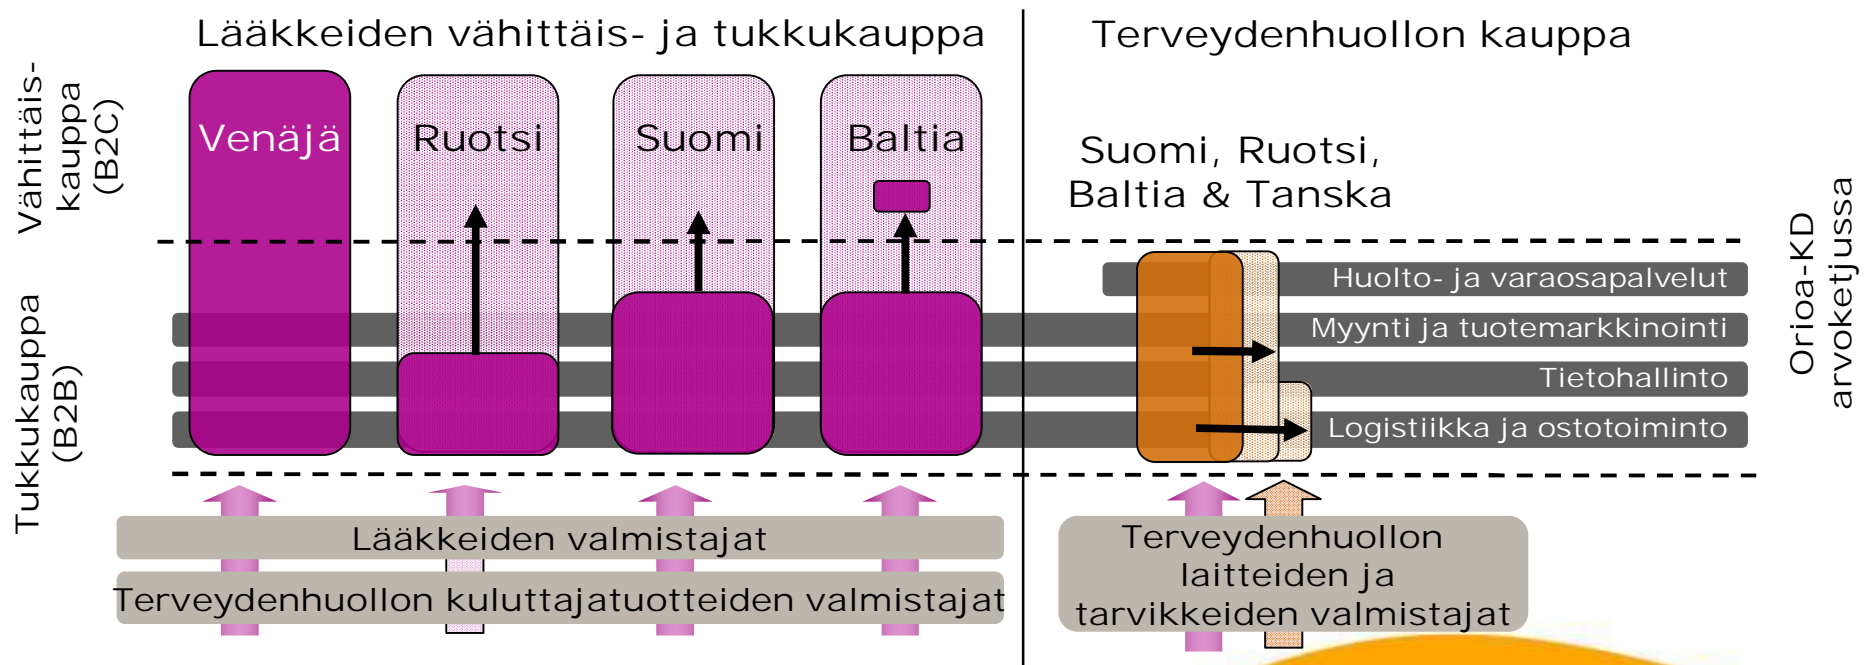 Lääkkeiden vähittäis- ja tukkukauppa
Terveydenhuollon kauppa
Vähittäis-
kauppa
(B2C)
Venäjä
Ruotsi
Suomi
Baltia
Suomi, Ruotsi,
Baltia & Tanska
Tukkukauppa
(B2B)
Huolto- ja varaosapalvelut
Myynti ja tuotemarkkinointi
Tietohallinto
Logistiikka ja ostotoiminto
Orioa-KD
arvoketjussa
Lääkkeiden valmistajat
Terveydenhuollon kuluttajatuotteiden valmistajat
Terveydenhuollon
laitteiden ja
tarvikkeiden valmistajat